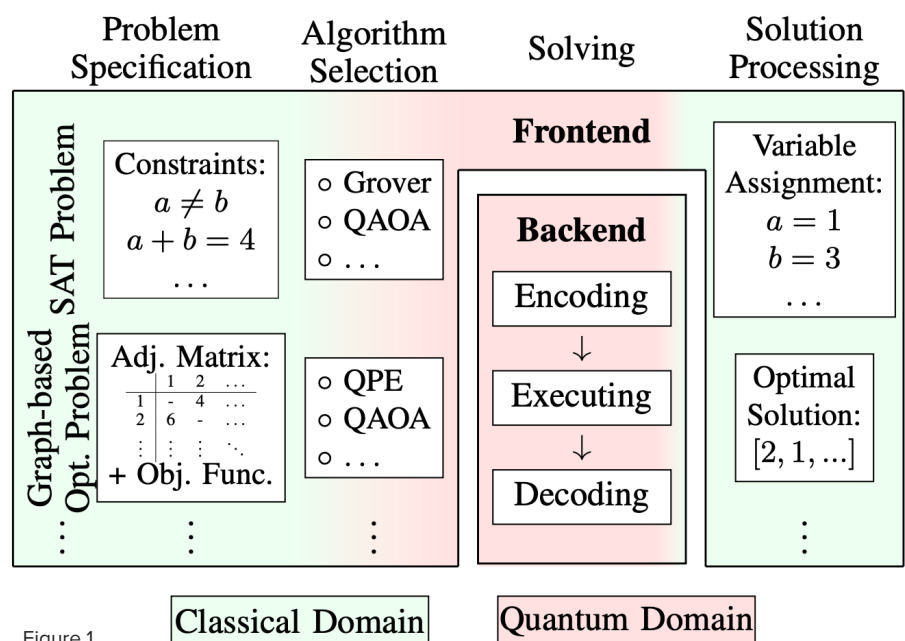 Problem
Specification
Algorithm
Selection
Solving
Solution
Processing
SAT Problem
Constraints:
a ≠ b
a + b = 4
...
Grover
QAOA
...
Graph-based
Opt. Problem
Adj. Matrix:
1 2 ...
1 - 4 ...
2 6 - ...
⋮ ⋮ ⋮ ⋱
+ Obj. Func.
QPE
QAOA
...
⋮ ⋮ ⋮
Frontend
Backend
Encoding
↓
Executing
↓
Decoding
Variable
Assignment:
a = 1
b = 3
...
Optimal
Solution:
[2, 1, ...]
⋮
Classical Domain
Quantum Domain
Figure 1